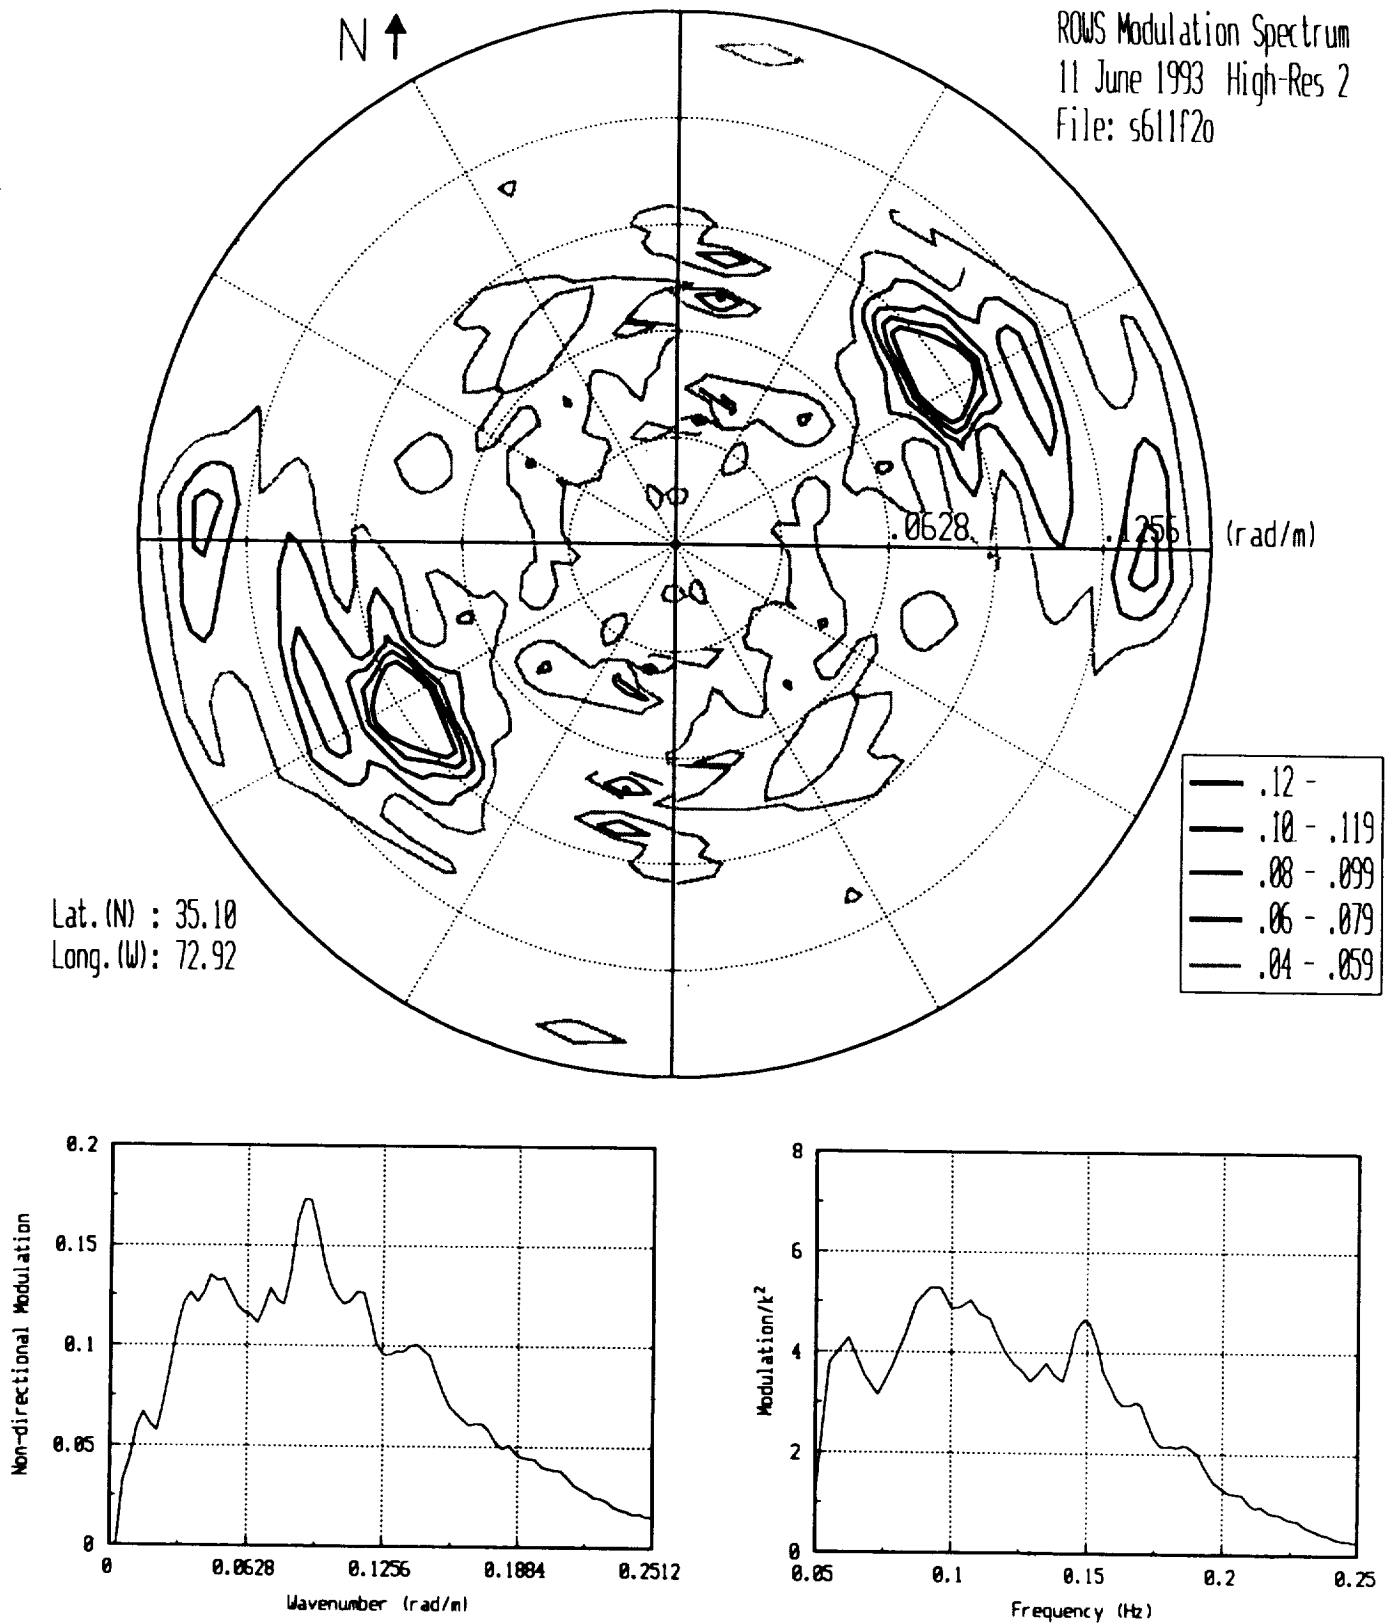 N
ROWS Modulation Spectrum
11 June 1993 High-Res 2
File: s611f2o
.0628
.1256
(rad/m)
.12 -
.10 - .119
.08 - .099
.06 - .079
.04 - .059
Lat.(N) : 35.10
Long.(W): 72.92
0.2
0.15
0.1
0.05
0
Non-directional Modulation
0
0.0628
0.1256
0.1884
0.2512
Wavenumber (rad/m)
8
6
4
2
0
Modulation/k²
0.05
0.1
0.15
0.2
0.25
Frequency (Hz)